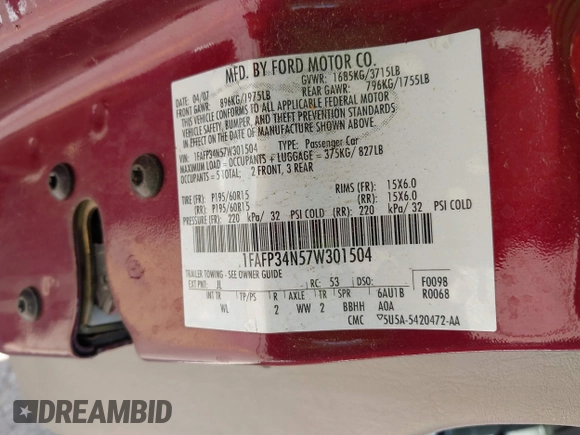 MFD. BY FORD MOTOR CO.
DATE: 04/07 GVWR: 1685KG/3715LB
FRONT GAWR: 896KG/1975LB REAR GAWR: 796KG/1755LB
THIS VEHICLE CONFORMS TO ALL APPLICABLE FEDERAL MOTOR
VEHICLE SAFETY, BUMPER, AND THEFT PREVENTION STANDARDS
IN EFFECT ON THE DATE OF MANUFACTURE SHOWN ABOVE.
VIN: 1FAFP34N57W301504 TYPE: Passenger Car
MAXIMUM LOAD = OCCUPANTS + LUGGAGE = 375KG/ 827LB
OCCUPANTS = 5 TOTAL; 2 FRONT, 3 REAR
TIRE (FR): P195/60R15 RIMS (FR): 15X6.0
(RR): P195/60R15 (RR): 15X6.0
PRESSURE (FR): 220 kPa/ 32 PSI COLD (RR): 220 kPa/ 32 PSI COLD
1FAFP34N57W301504
TRAILER TOWING - SEE OWNER GUIDE
EXT PNT: JL RC: 53 DSO: F0098
INT TR TP/PS R AXLE TR SPR 6AU1B R0068
WL 2 WW 2 BBHH A0A
CMC 5U5A-5420472-AA
DREAMBID